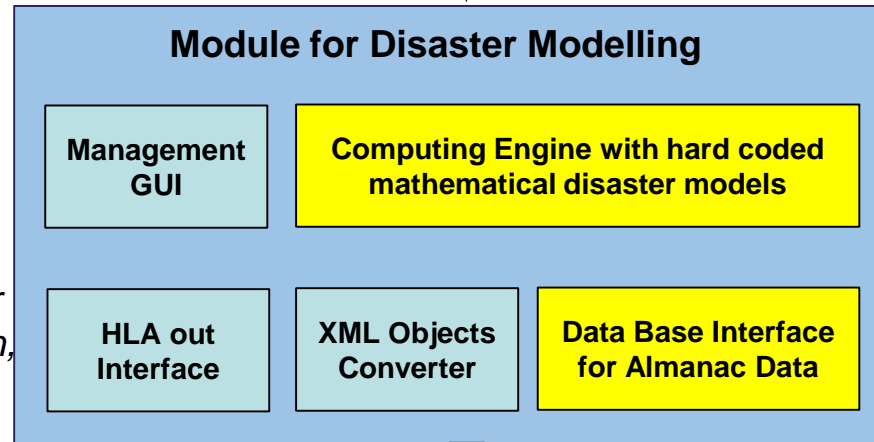 Module for Disaster Modelling
Management
GUI
Computing Engine with hard coded
mathematical disaster models
HLA out
Interface
XML Objects
Converter
Data Base Interface
for Almanac Data